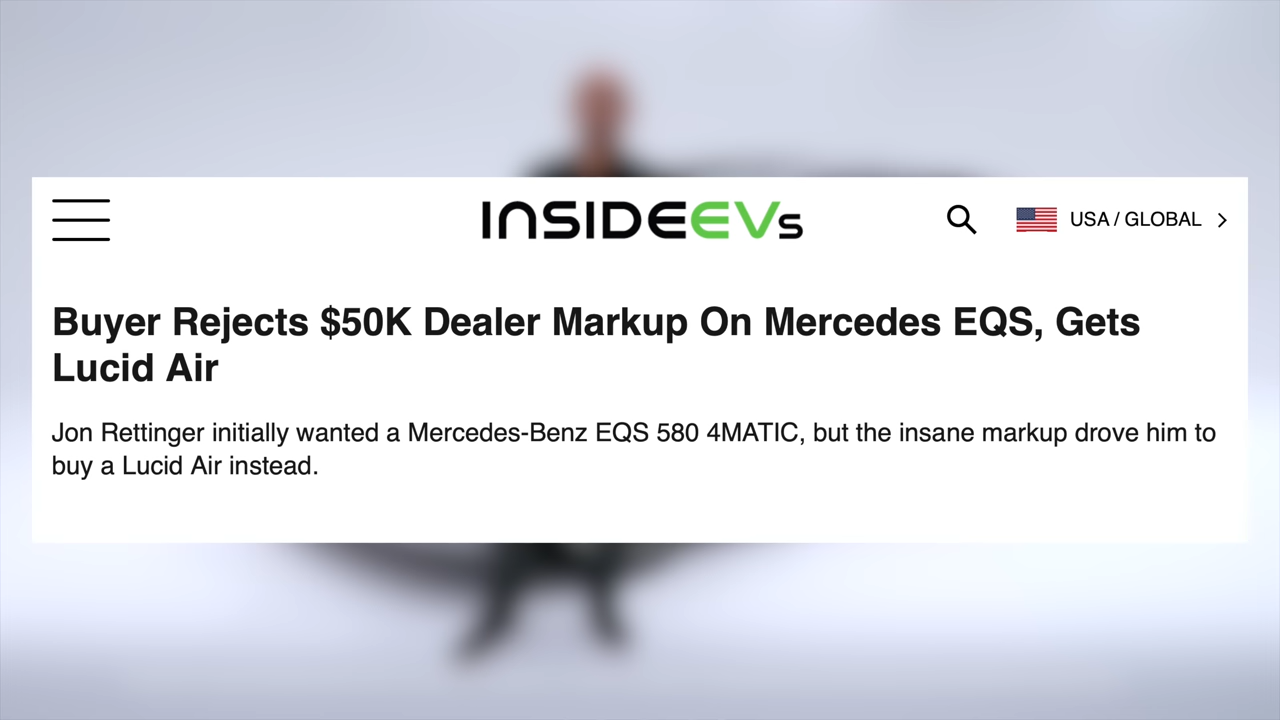 INSIDEEVs
USA / GLOBAL
Buyer Rejects $50K Dealer Markup On Mercedes EQS, Gets
Lucid Air
Jon Rettinger initially wanted a Mercedes-Benz EQS 580 4MATIC, but the insane markup drove him to
buy a Lucid Air instead.